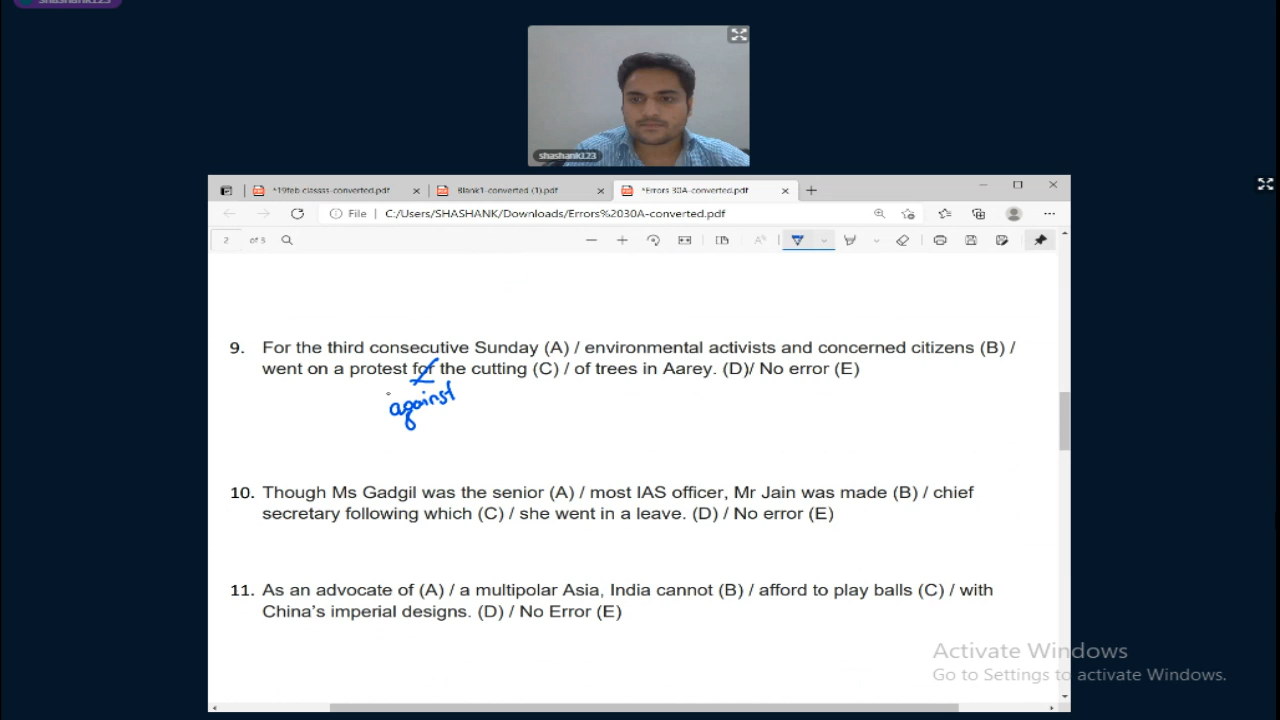 shashank123
shashank123
*19feb classs-converted.pdf
Blank1-converted (1).pdf
*Errors 30A-converted.pdf
File
C:/Users/SHASHANK/Downloads/Errors%2030A-converted.pdf
2 of 3
9. For the third consecutive Sunday (A) / environmental activists and concerned citizens (B) /
went on a protest for the cutting (C) / of trees in Aarey. (D)/ No error (E)
against
10. Though Ms Gadgil was the senior (A) / most IAS officer, Mr Jain was made (B) / chief
secretary following which (C) / she went in a leave. (D) / No error (E)
11. As an advocate of (A) / a multipolar Asia, India cannot (B) / afford to play balls (C) / with
China's imperial designs. (D) / No Error (E)
Activate Windows
Go to Settings to activate Windows.